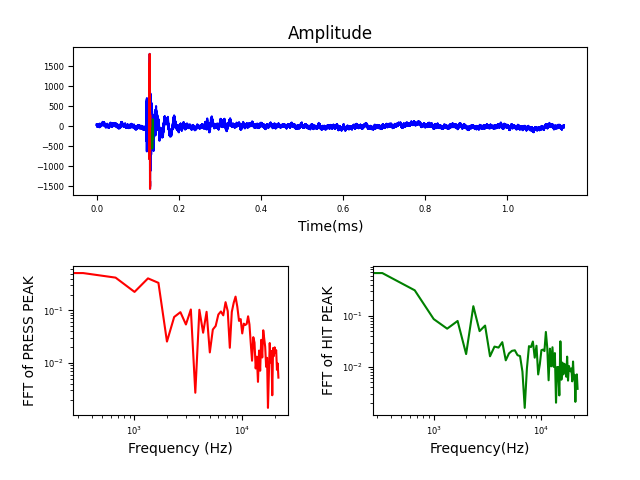 Amplitude
1500
1000
500
0
−500
−1000
−1500
0.0 0.2 0.4 0.6 0.8 1.0
Time(ms)
FFT of PRESS PEAK
10⁻¹
10⁻²
10³ 10⁴
Frequency (Hz)
FFT of HIT PEAK
10⁻¹
10⁻²
10³ 10⁴
Frequency(Hz)